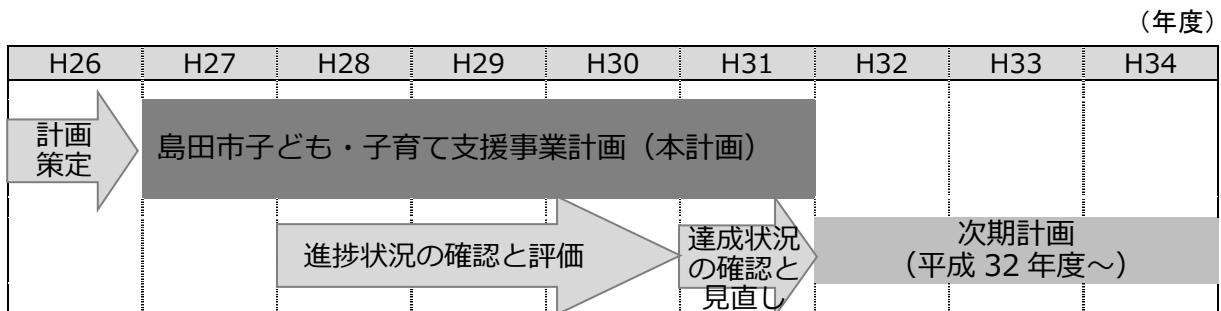 （年度）
H26 H27 H28 H29 H30 H31 H32 H33 H34
計画
策定
島田市子ども・子育て支援事業計画（本計画）
進捗状況の確認と評価
達成状況
の確認と
見直し
次期計画
（平成 32 年度～）